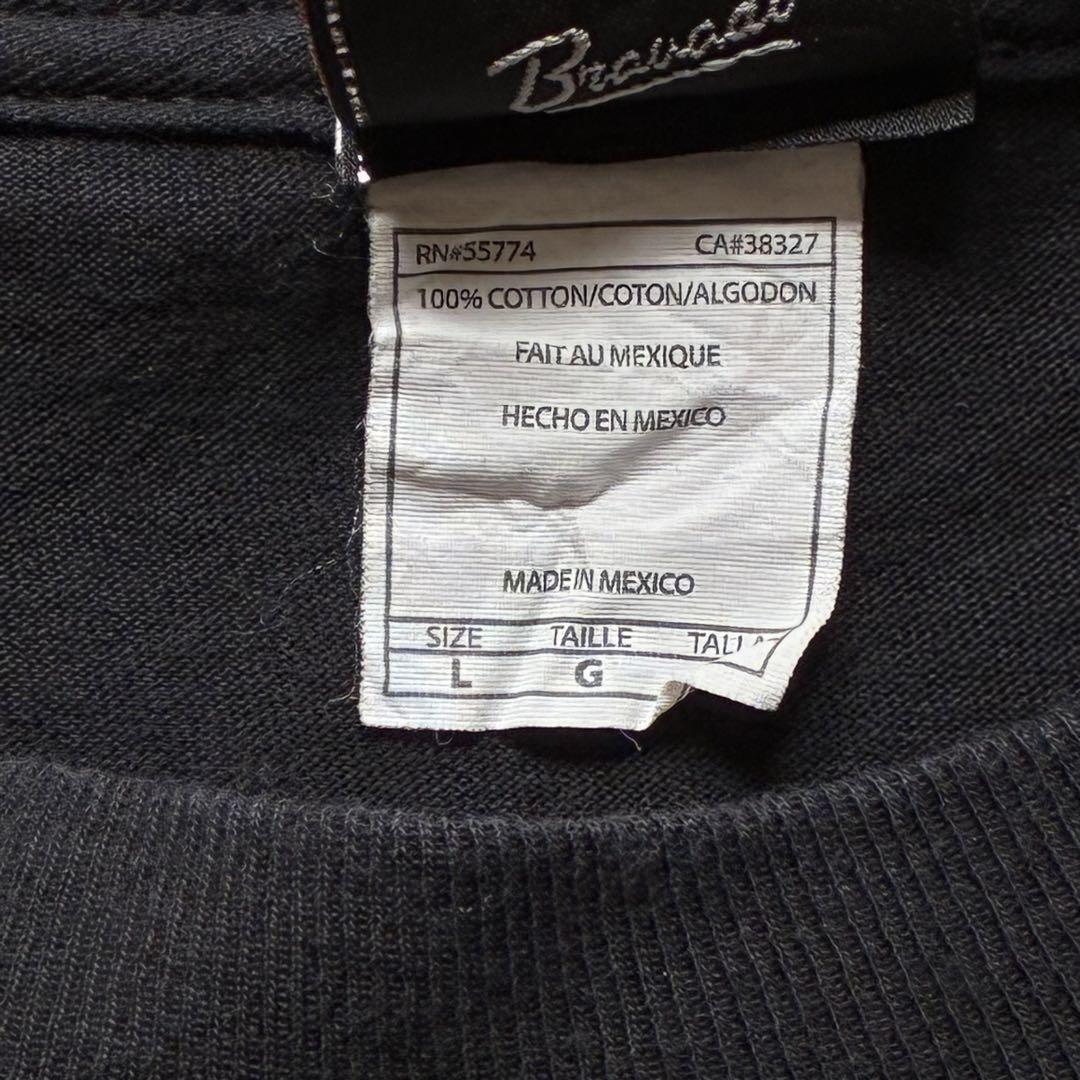 Bravado
RN#55774 CA#38327
100% COTTON/COTON/ALGODON
FAIT AU MEXIQUE
HECHO EN MEXICO
MADE IN MEXICO
SIZE TAILLE
L G